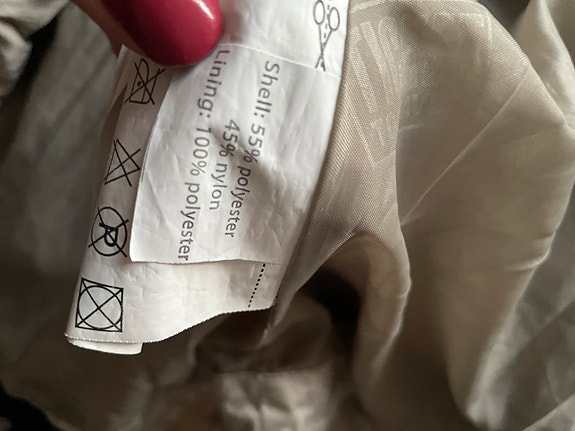 Shell: 55% polyester
45% nylon
Lining: 100% polyester
P